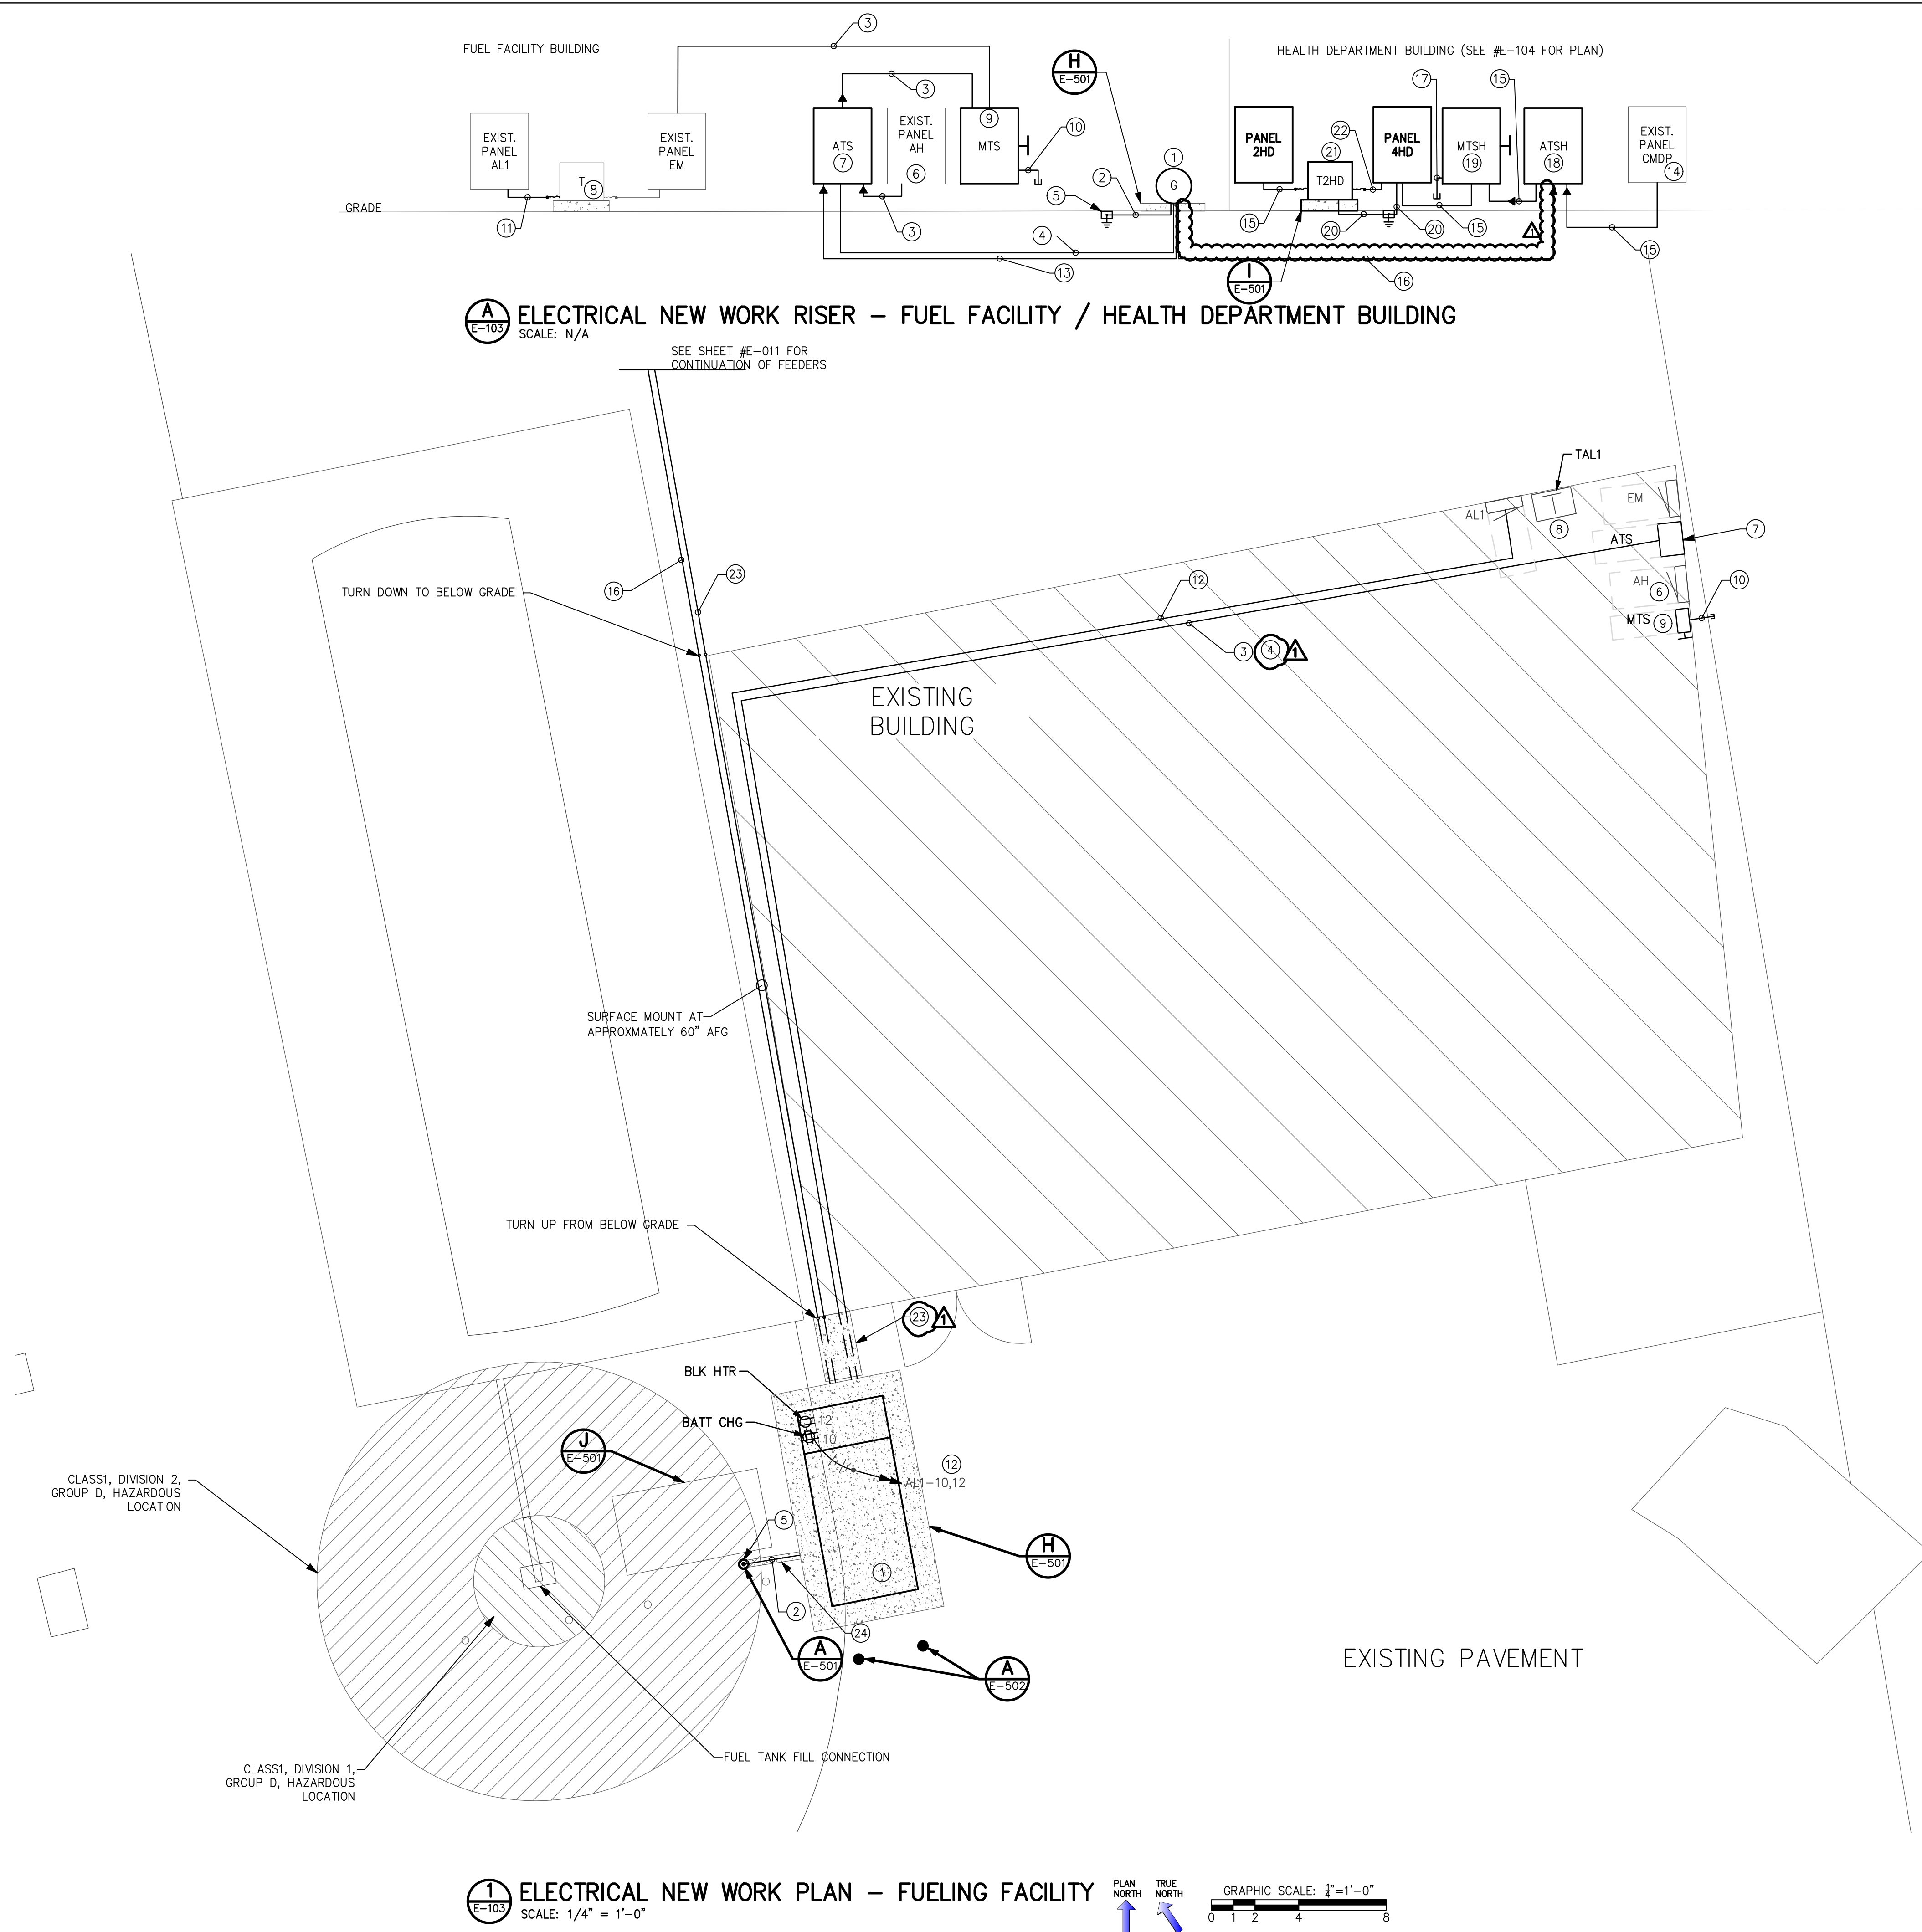 3
FUEL FACILITY BUILDING
HEALTH DEPARTMENT BUILDING (SEE #E-104 FOR PLAN)
H
E-501
3
17
15
EXIST.
PANEL
AL1
T
8
EXIST.
PANEL
EM
ATS
7
EXIST.
PANEL
AH
6
9
MTS
10
1
G
2
5
PANEL
2HD
21
T2HD
22
PANEL
4HD
MTSH
19
ATSH
18
EXIST.
PANEL
CMDP
14
GRADE
11
3
4
13
15
20
20
15
1
15
16
I
E-501
A
E-103
ELECTRICAL NEW WORK RISER – FUEL FACILITY / HEALTH DEPARTMENT BUILDING
SCALE: N/A
SEE SHEET #E-011 FOR
CONTINUATION OF FEEDERS
TAL1
EM
AL1
8
ATS
7
AH
6
10
MTS
9
16
23
TURN DOWN TO BELOW GRADE
12
3
4
1
EXISTING
BUILDING
SURFACE MOUNT AT
APPROXMATELY 60" AFG
TURN UP FROM BELOW GRADE
23
1
BLK HTR
12
BATT CHG
10
12
AL1-10,12
J
E-501
CLASS1, DIVISION 2,
GROUP D, HAZARDOUS
LOCATION
5
H
E-501
1
2
24
A
E-501
A
E-502
EXISTING PAVEMENT
FUEL TANK FILL CONNECTION
CLASS1, DIVISION 1,
GROUP D, HAZARDOUS
LOCATION
1
E-103
ELECTRICAL NEW WORK PLAN – FUELING FACILITY
SCALE: 1/4" = 1'-0"
PLAN
NORTH
TRUE
NORTH
GRAPHIC SCALE: ¼"=1'-0"
0 1 2 4 8